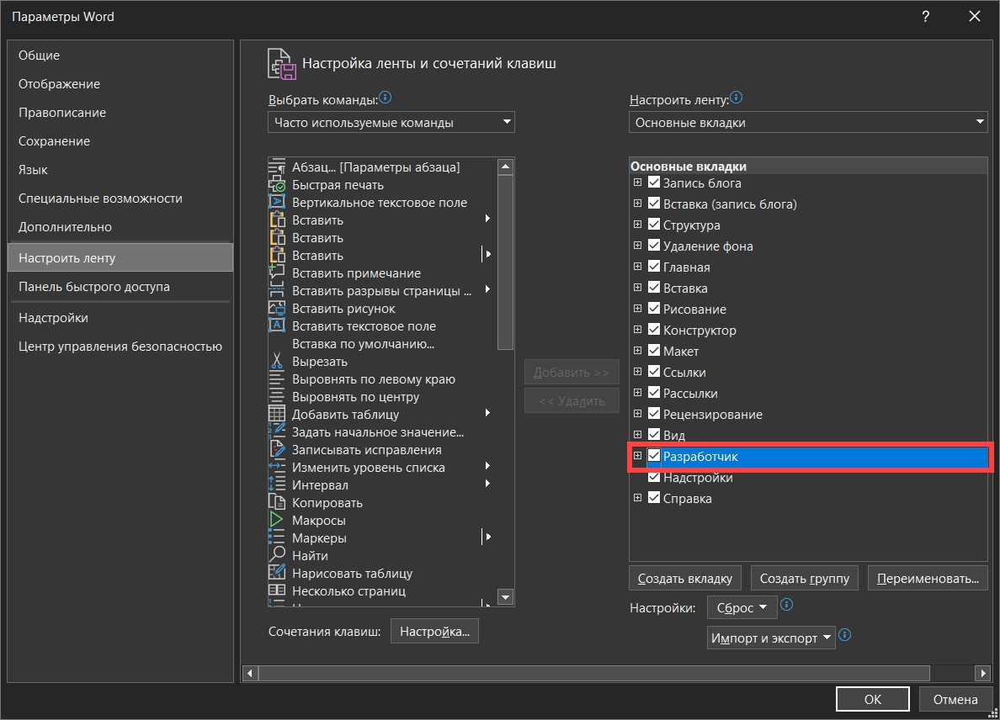 Параметры Word
?
Общие
Отображение
Правописание
Сохранение
Язык
Специальные возможности
Дополнительно
Настроить ленту
Панель быстрого доступа
Надстройки
Центр управления безопасностью
Настройка ленты и сочетаний клавиш
Выбрать команды:
Часто используемые команды
Абзац... [Параметры абзаца]
Быстрая печать
Вертикальное текстовое поле
Вставить
Вставить
Вставить
Вставить примечание
Вставить разрывы страницы ...
Вставить рисунок
Вставить текстовое поле
Вставка по умолчанию...
Вырезать
Выровнять по левому краю
Выровнять по центру
Добавить таблицу
Задать начальное значение...
Записывать исправления
Изменить уровень списка
Интервал
Копировать
Макросы
Маркеры
Найти
Нарисовать таблицу
Несколько страниц
Сочетания клавиш:
Настройка...
Добавить >>
<< Удалить
Настроить ленту:
Основные вкладки
Основные вкладки
Запись блога
Вставка (запись блога)
Структура
Удаление фона
Главная
Вставка
Рисование
Конструктор
Макет
Ссылки
Рассылки
Рецензирование
Вид
Разработчик
Надстройки
Справка
Создать вкладку
Создать группу
Переименовать...
Настройки:
Сброс
Импорт и экспорт
ОК
Отмена